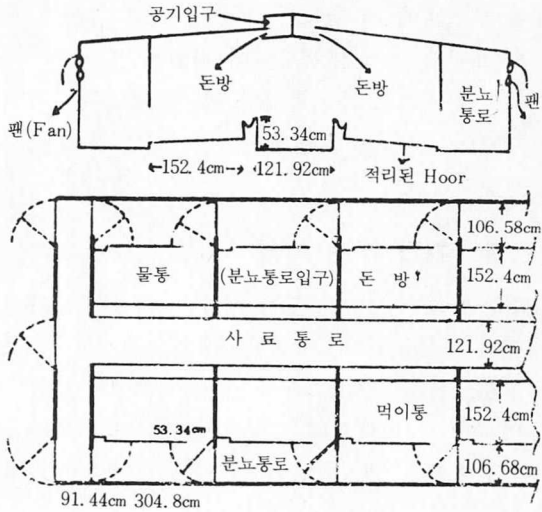 공기입구
돈방
돈방
분뇨
통로
팬
팬(Fan)
53.34cm
152.4cm
121.92cm
적리된 Hoor
106.58cm
물통
(분뇨통로입구)
돈 방
152.4cm
사 료 통 로
121.92cm
먹이통
152.4cm
53.34cm
분뇨통로
106.68cm
91.44cm 304.8cm